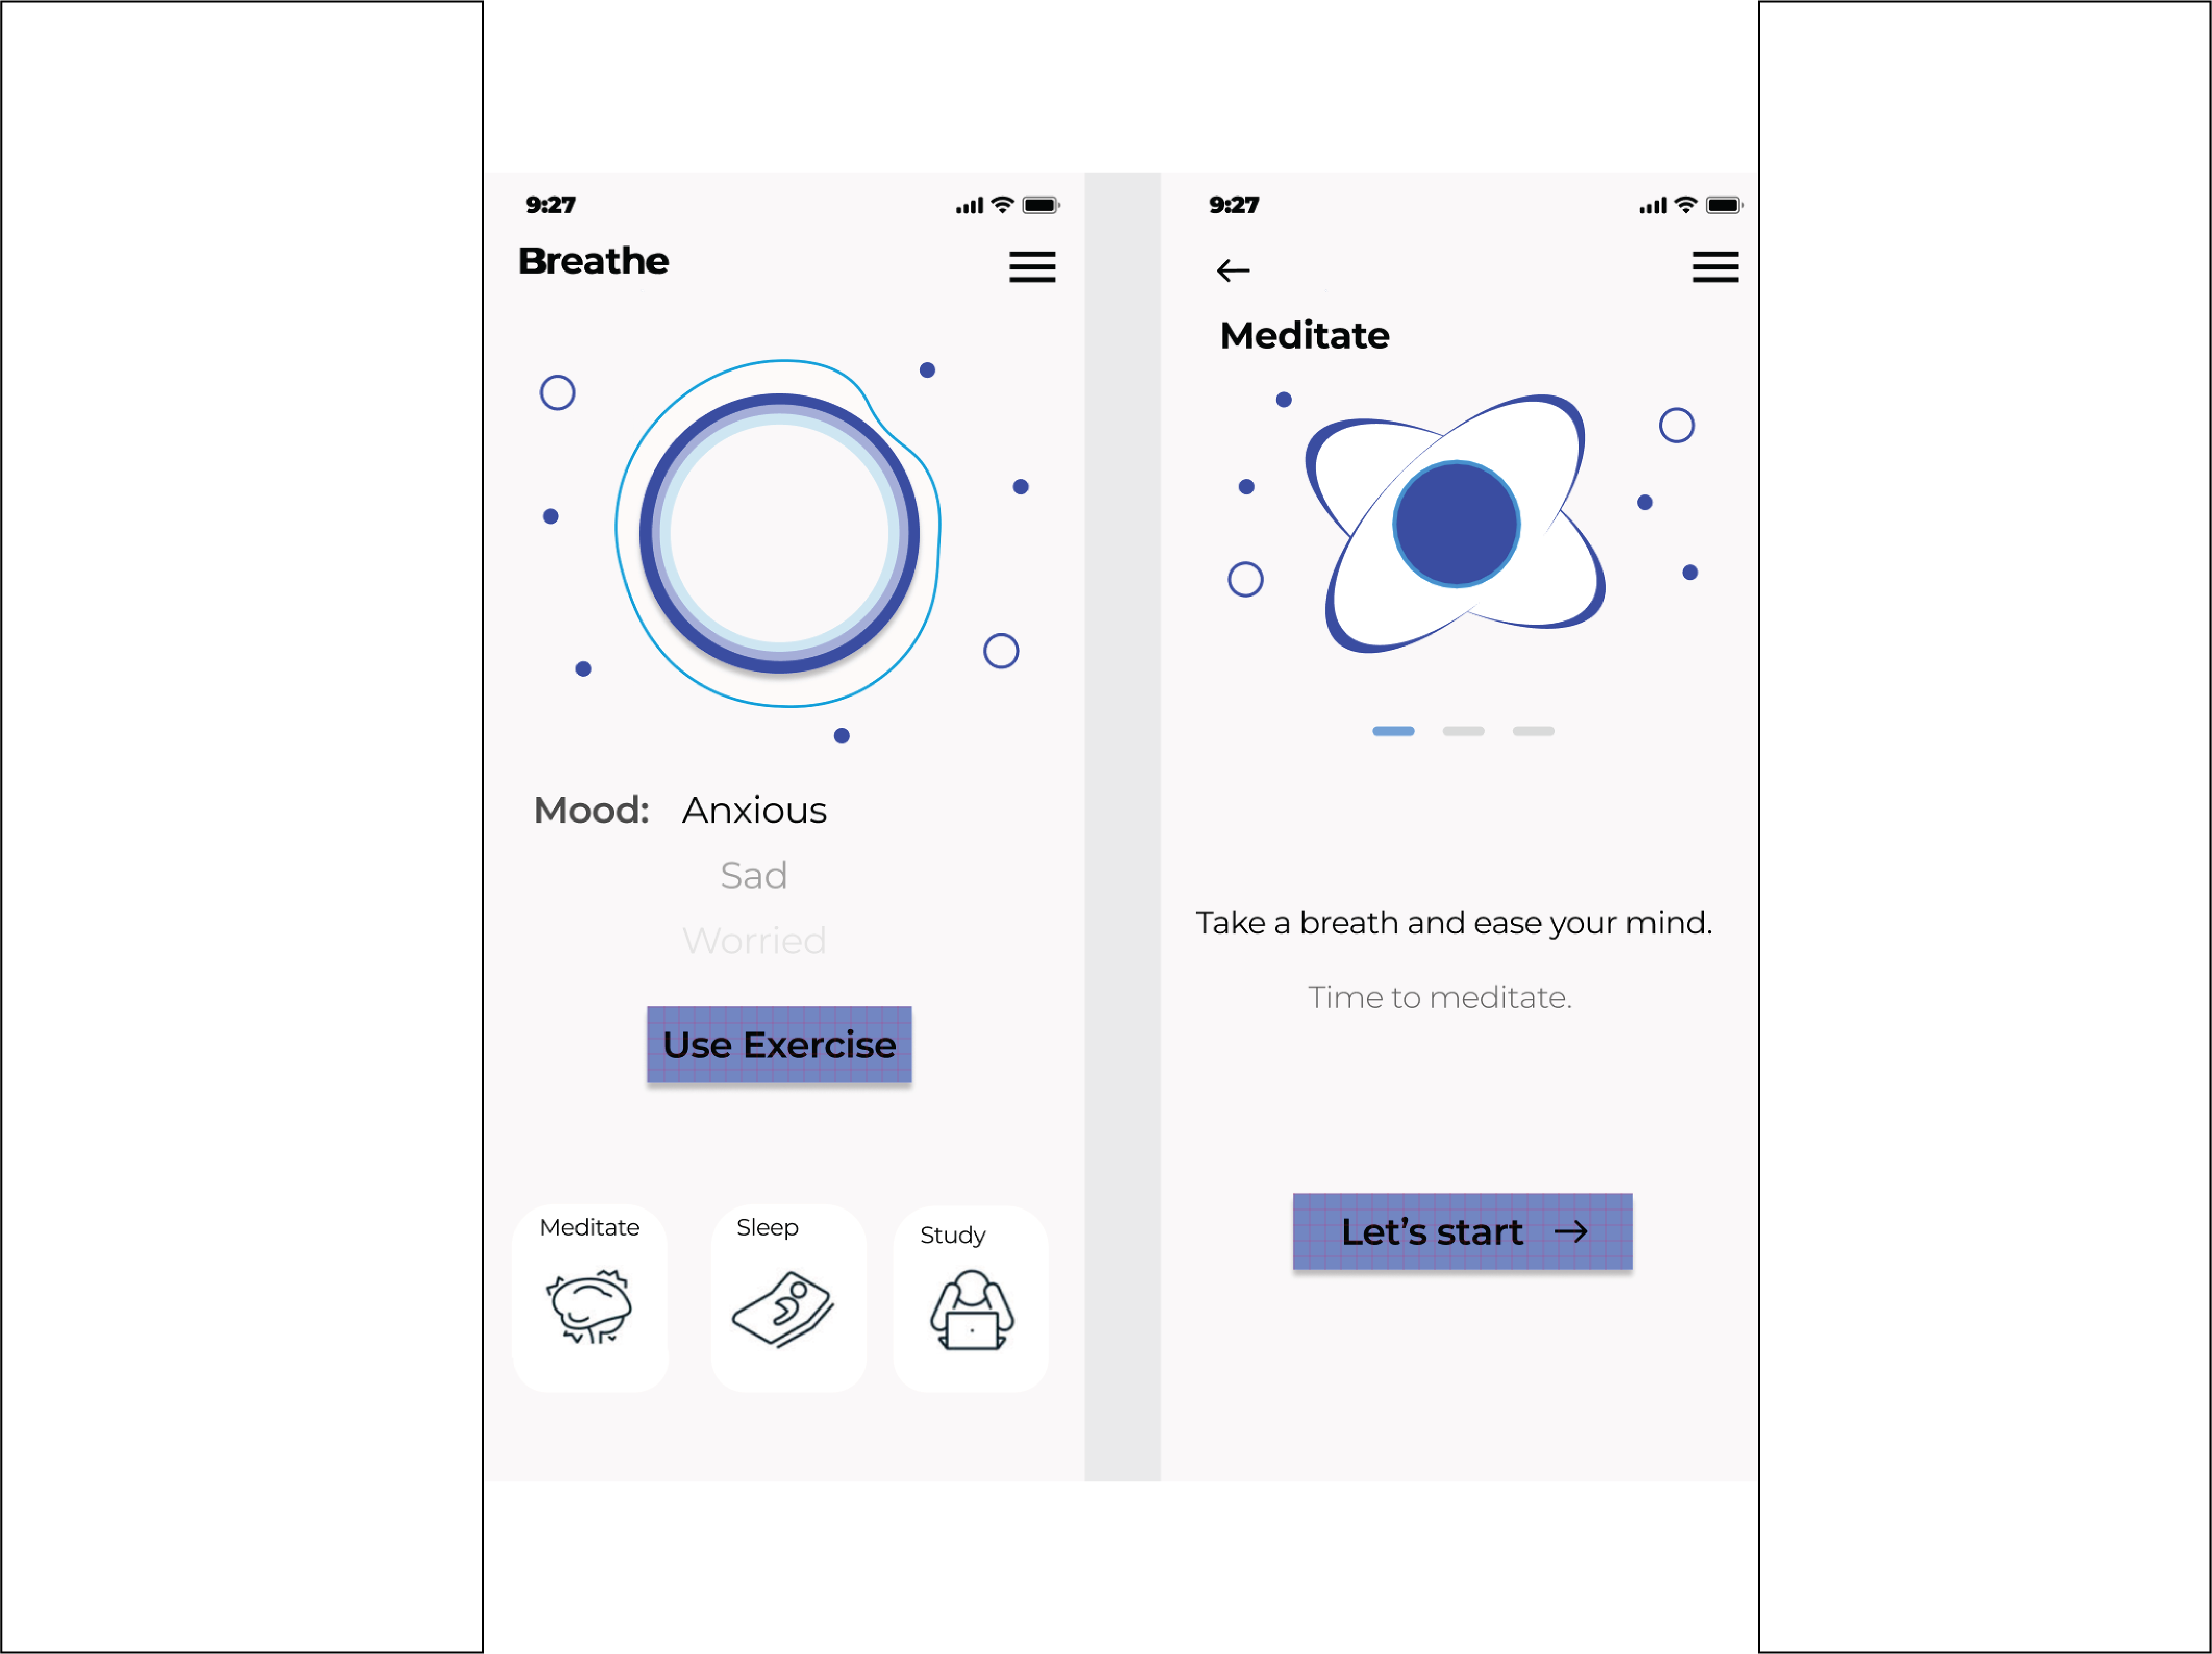 9:27
Breathe
Mood: Anxious
Sad
Worried
Use Exercise
Meditate
Sleep
Study
9:27
Meditate
Take a breath and ease your mind.
Time to meditate.
Let's start